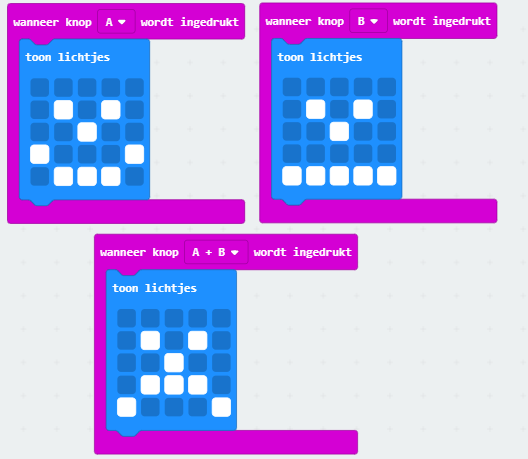 wanneer knop A wordt ingedrukt
toon lichtjes
wanneer knop B wordt ingedrukt
toon lichtjes
wanneer knop A + B wordt ingedrukt
toon lichtjes